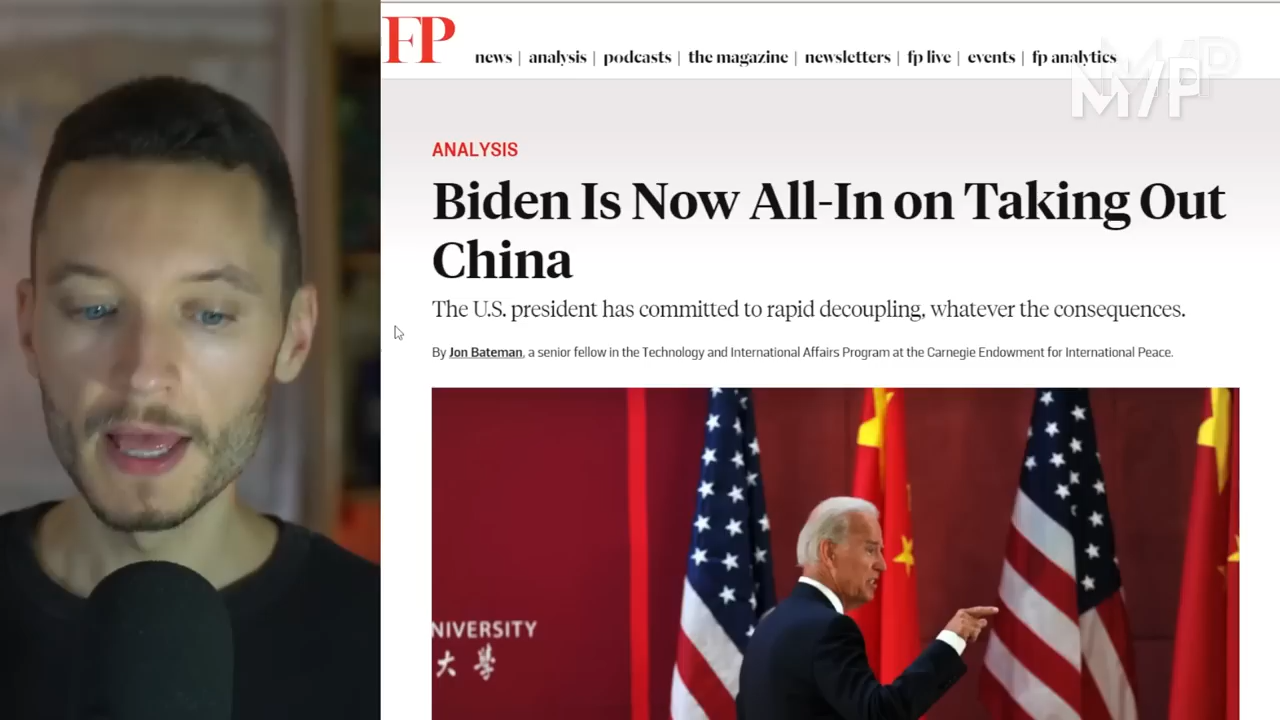 FP
news | analysis | podcasts | the magazine | newsletters | fp live | events | fp analytics
M/P
ANALYSIS
Biden Is Now All-In on Taking Out
China
The U.S. president has committed to rapid decoupling, whatever the consequences.
By Jon Bateman, a senior fellow in the Technology and International Affairs Program at the Carnegie Endowment for International Peace.
NIVERSITY
大學